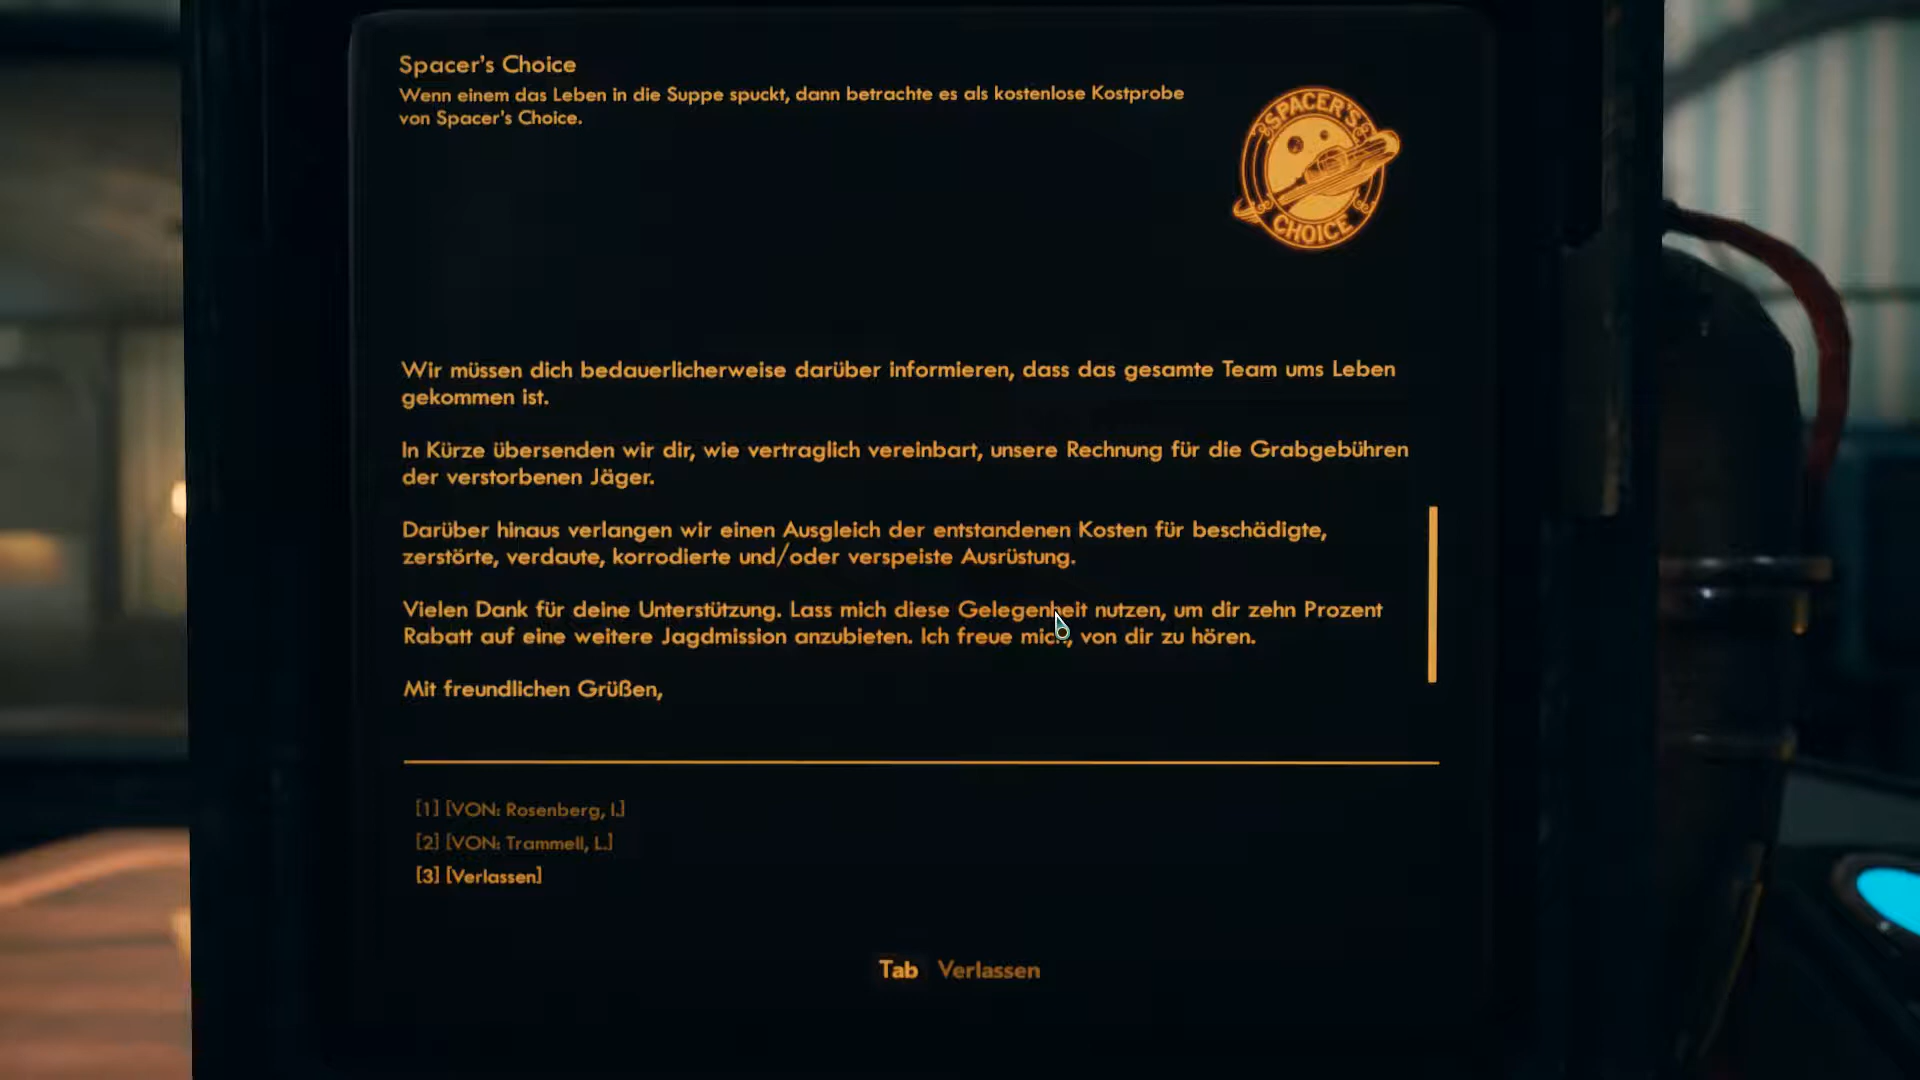 Spacer's Choice
Wenn einem das Leben in die Suppe spuckt, dann betrachte es als kostenlose Kostprobe
von Spacer's Choice.
SPACER'S
CHOICE
Wir müssen dich bedauerlicherweise darüber informieren, dass das gesamte Team ums Leben
gekommen ist.
In Kürze übersenden wir dir, wie vertraglich vereinbart, unsere Rechnung für die Grabgebühren
der verstorbenen Jäger.
Darüber hinaus verlangen wir einen Ausgleich der entstandenen Kosten für beschädigte,
zerstörte, verdaute, korrodierte und/oder verspeiste Ausrüstung.
Vielen Dank für deine Unterstützung. Lass mich diese Gelegenheit nutzen, um dir zehn Prozent
Rabatt auf eine weitere Jagdmission anzubieten. Ich freue mich, von dir zu hören.
Mit freundlichen Grüßen,
[1] [VON: Rosenberg, I.]
[2] [VON: Trammell, L.]
[3] [Verlassen]
Tab Verlassen